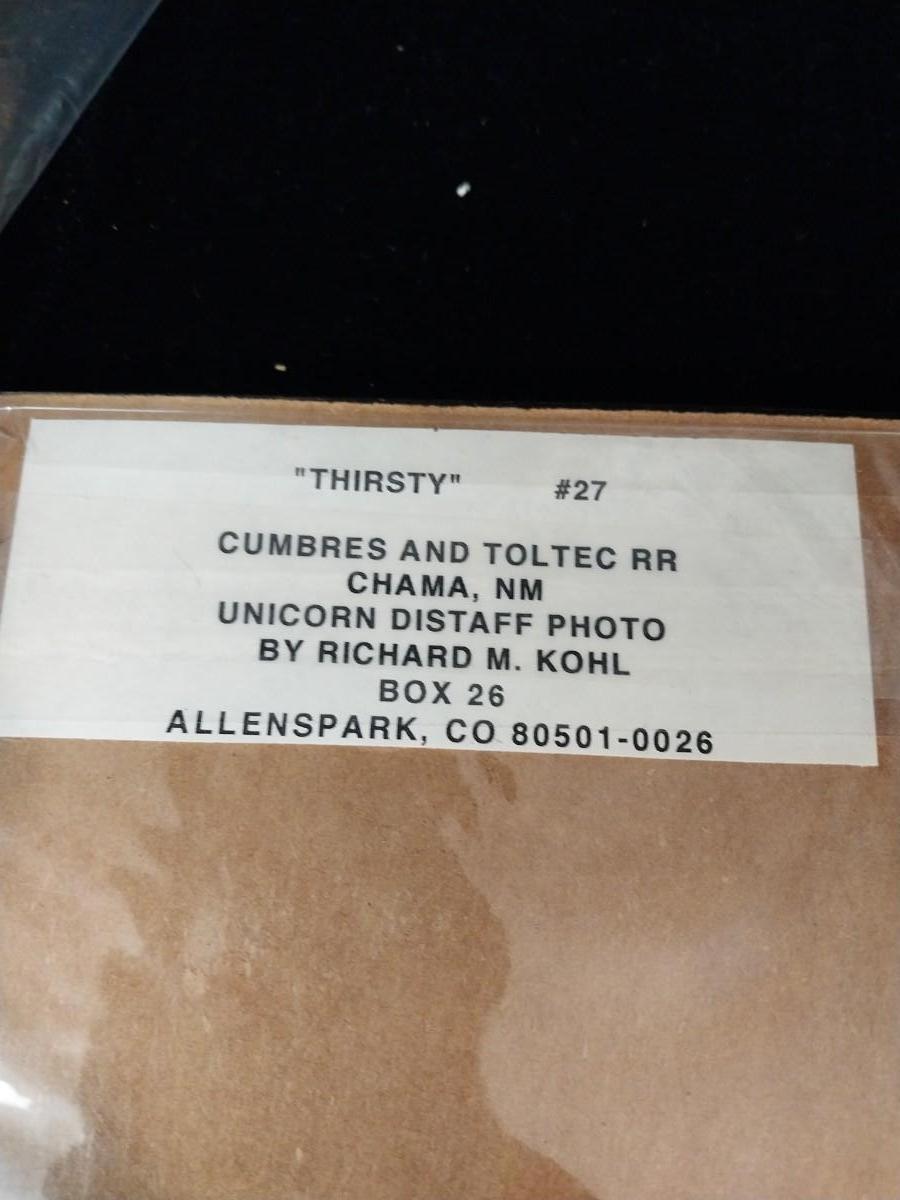 "THIRSTY" #27
CUMBRES AND TOLTEC RR
CHAMA, NM
UNICORN DISTAFF PHOTO
BY RICHARD M. KOHL
BOX 26
ALLENSPARK, CO 80501-0026